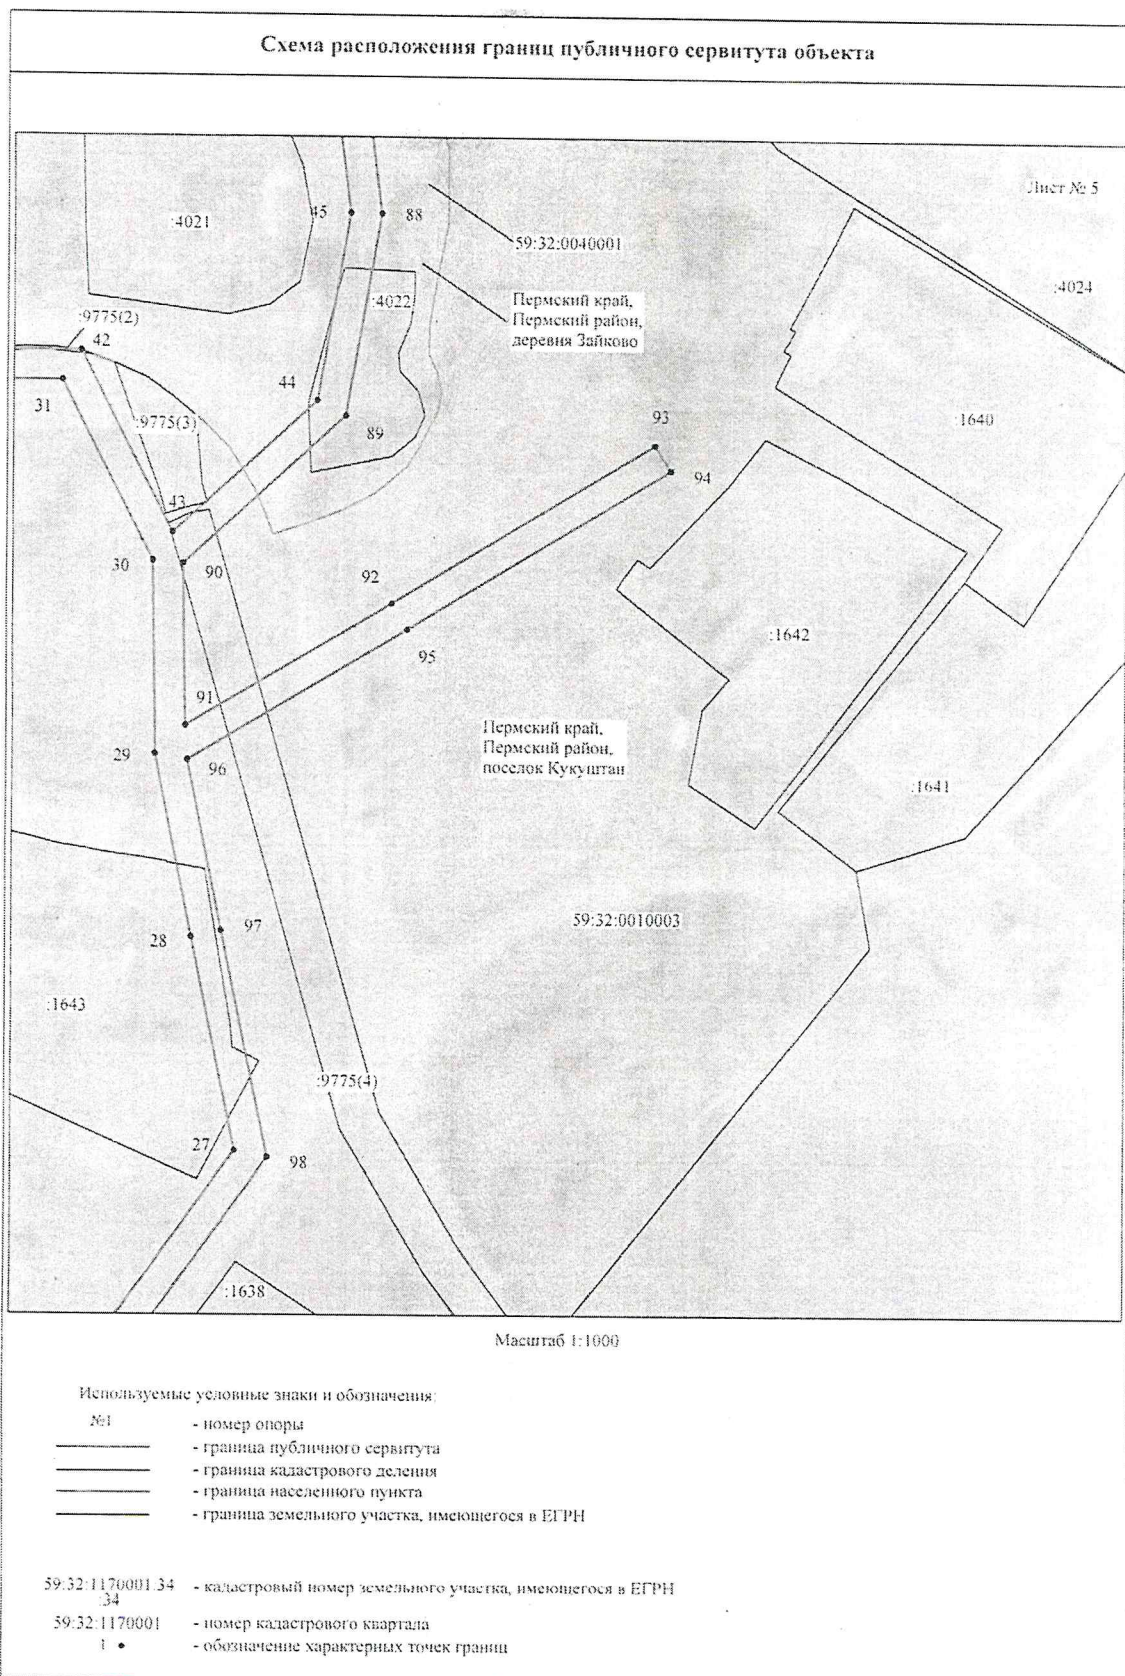 Схема расположения границ публичного сервитута объекта
Лист № 5
:4021
45
88
59:32:0040001
:4022
:4024
Пермский край,
Пермский район,
деревня Зайково
:9775(2)
42
31
44
:9775(3)
89
93
94
:1640
43
30
90
92
95
:1642
91
29
96
Пермский край,
Пермский район,
поселок Кукуштан
:1641
97
28
59:32:0010003
:1643
:9775(4)
27
98
:1638
Масштаб 1:1000
Используемые условные знаки и обозначения:
№1 - номер опоры
- граница публичного сервитута
- граница кадастрового деления
- граница населенного пункта
- граница земельного участка, имеющегося в ЕГРН
59:32:1170001:34 - кадастровый номер земельного участка, имеющегося в ЕГРН
:34
59:32:1170001 - номер кадастрового квартала
1 • - обозначение характерных точек границ